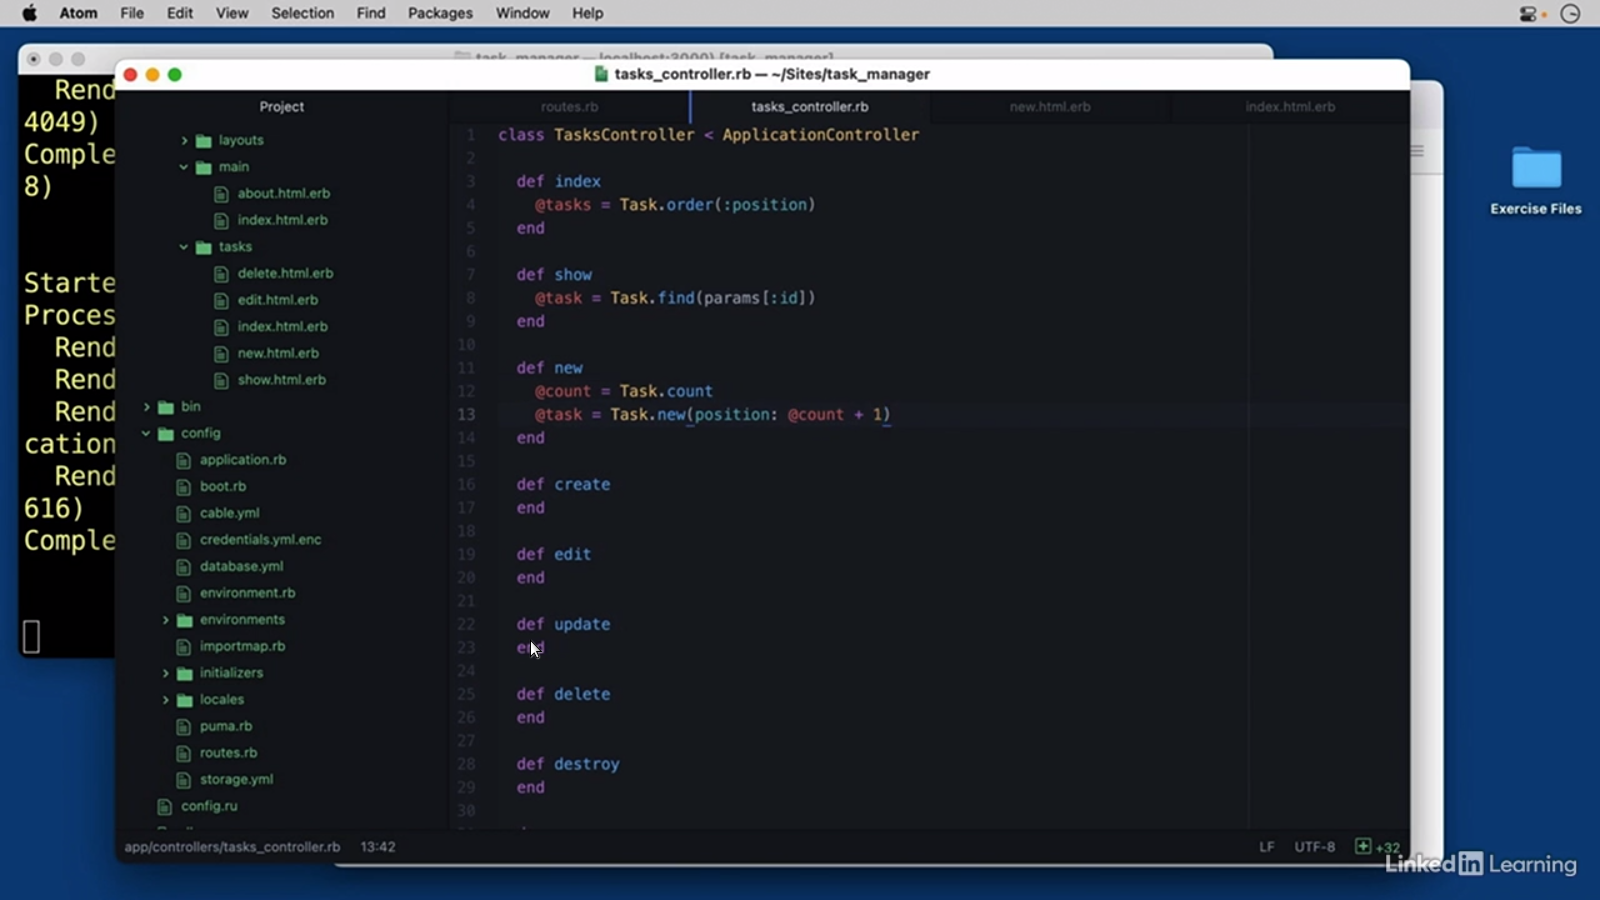 Atom File Edit View Selection Find Packages Window Help
task_manager — localhost:3000) [task_manager]
tasks_controller.rb — ~/Sites/task_manager
Rend
4049)
Comple
8)
Starte
Proces
Rend
Rend
Rend
cation
Rend
616)
Comple
Project
layouts
main
about.html.erb
index.html.erb
tasks
delete.html.erb
edit.html.erb
index.html.erb
new.html.erb
show.html.erb
bin
config
application.rb
boot.rb
cable.yml
credentials.yml.enc
database.yml
environment.rb
environments
importmap.rb
initializers
locales
puma.rb
routes.rb
storage.yml
config.ru
routes.rb tasks_controller.rb new.html.erb index.html.erb
1 class TasksController < ApplicationController
2
3 def index
4 @tasks = Task.order(:position)
5 end
6
7 def show
8 @task = Task.find(params[:id])
9 end
10
11 def new
12 @count = Task.count
13 @task = Task.new(position: @count + 1)
14 end
15
16 def create
17 end
18
19 def edit
20 end
21
22 def update
23 end
24
25 def delete
26 end
27
28 def destroy
29 end
30
app/controllers/tasks_controller.rb 13:42 LF UTF-8 +32
Exercise Files
Linked in Learning